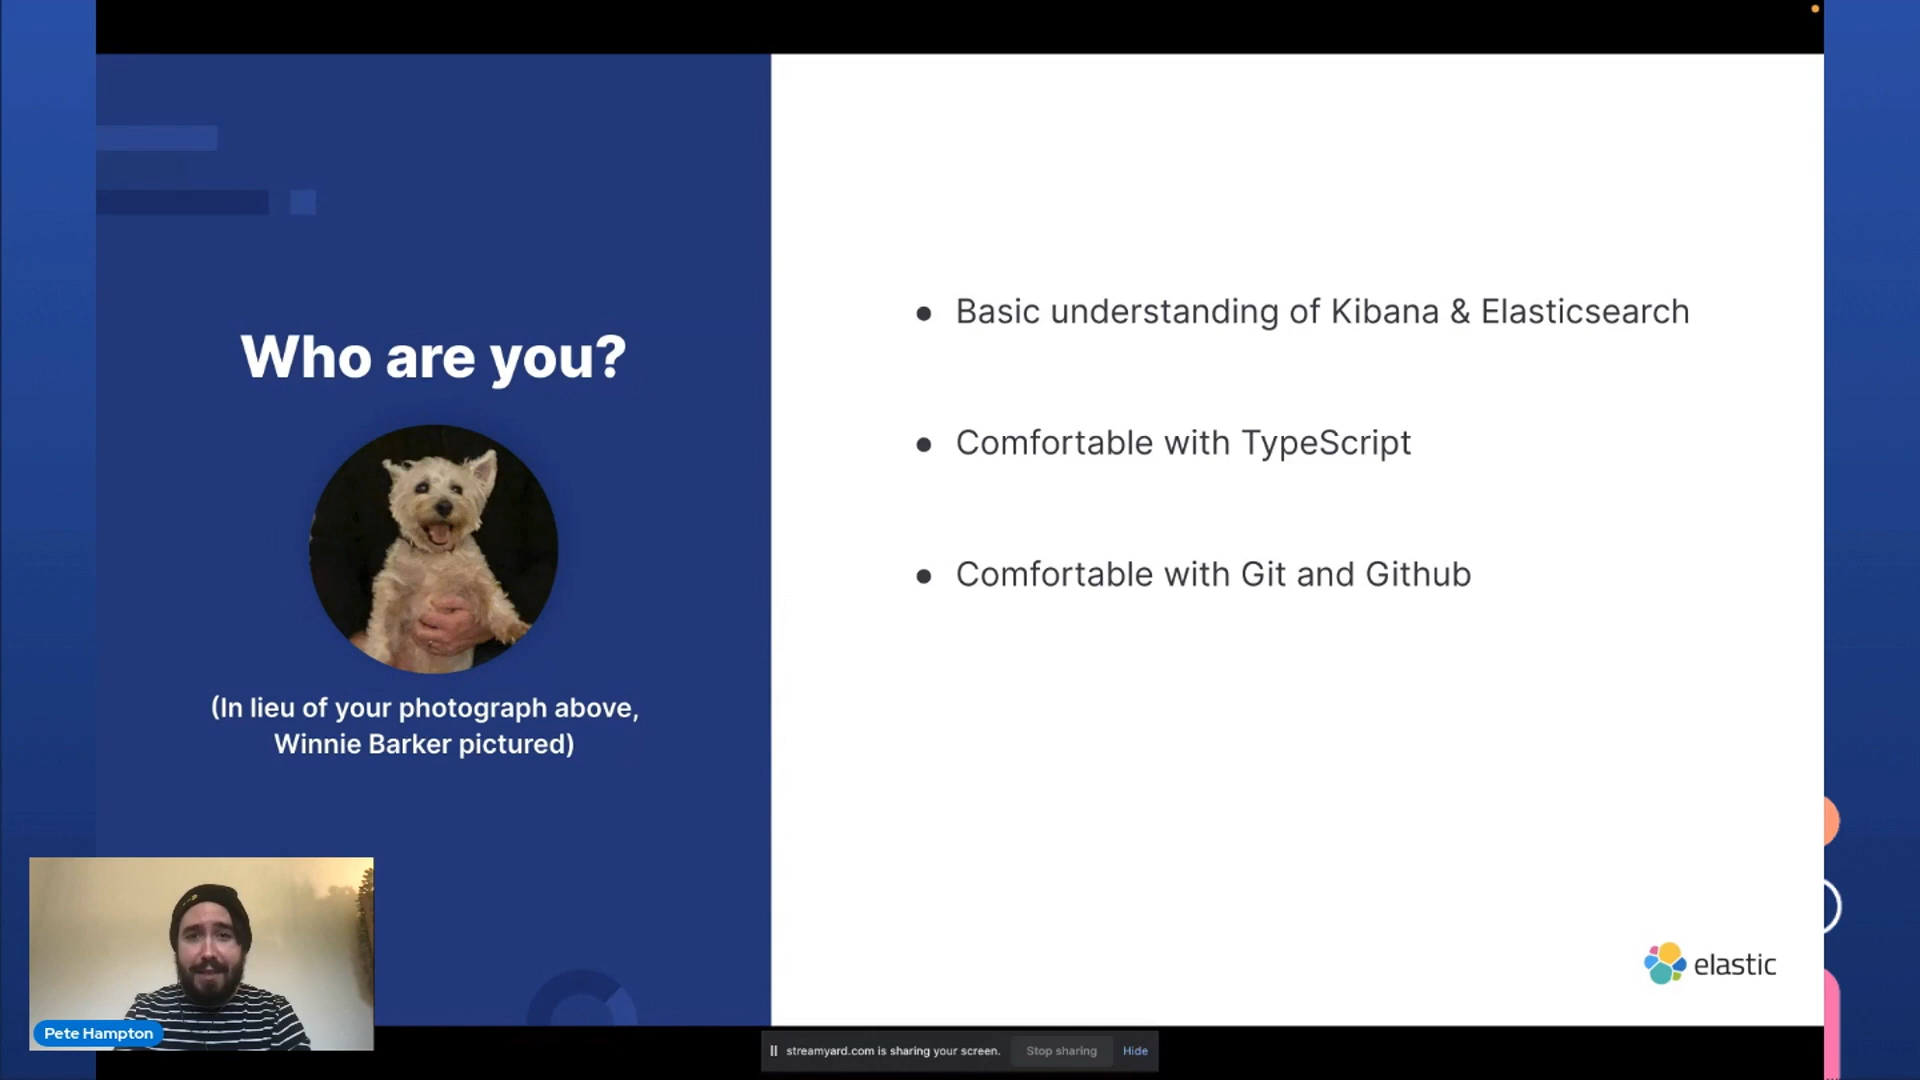 Who are you?
(In lieu of your photograph above,
Winnie Barker pictured)
● Basic understanding of Kibana & Elasticsearch
● Comfortable with TypeScript
● Comfortable with Git and Github
elastic
Pete Hampton
streamyard.com is sharing your screen. Stop sharing Hide